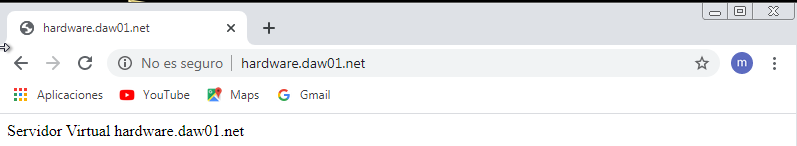 hardware.daw01.net
No es seguro hardware.daw01.net m
Aplicaciones YouTube Maps G Gmail
Servidor Virtual hardware.daw01.net